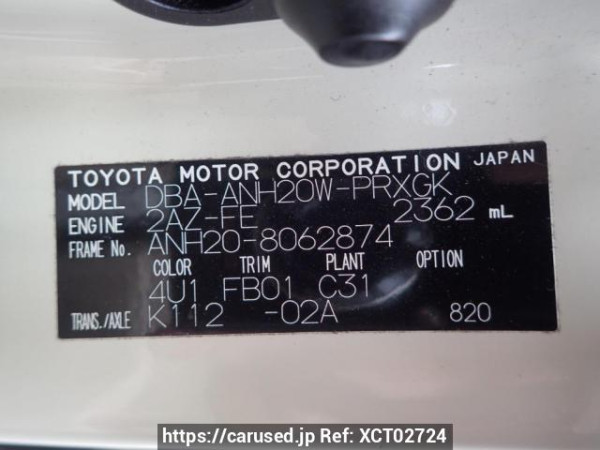 TOYOTA MOTOR CORPORATION JAPAN
MODEL DBA-ANH20W-PRXGK
ENGINE 2AZ-FE 2362 mL
FRAME No. ANH20-8062874
COLOR TRIM PLANT OPTION
4U1 FB01 C31
TRANS./AXLE K112 -02A 820
https://carused.jp Ref: XCT02724